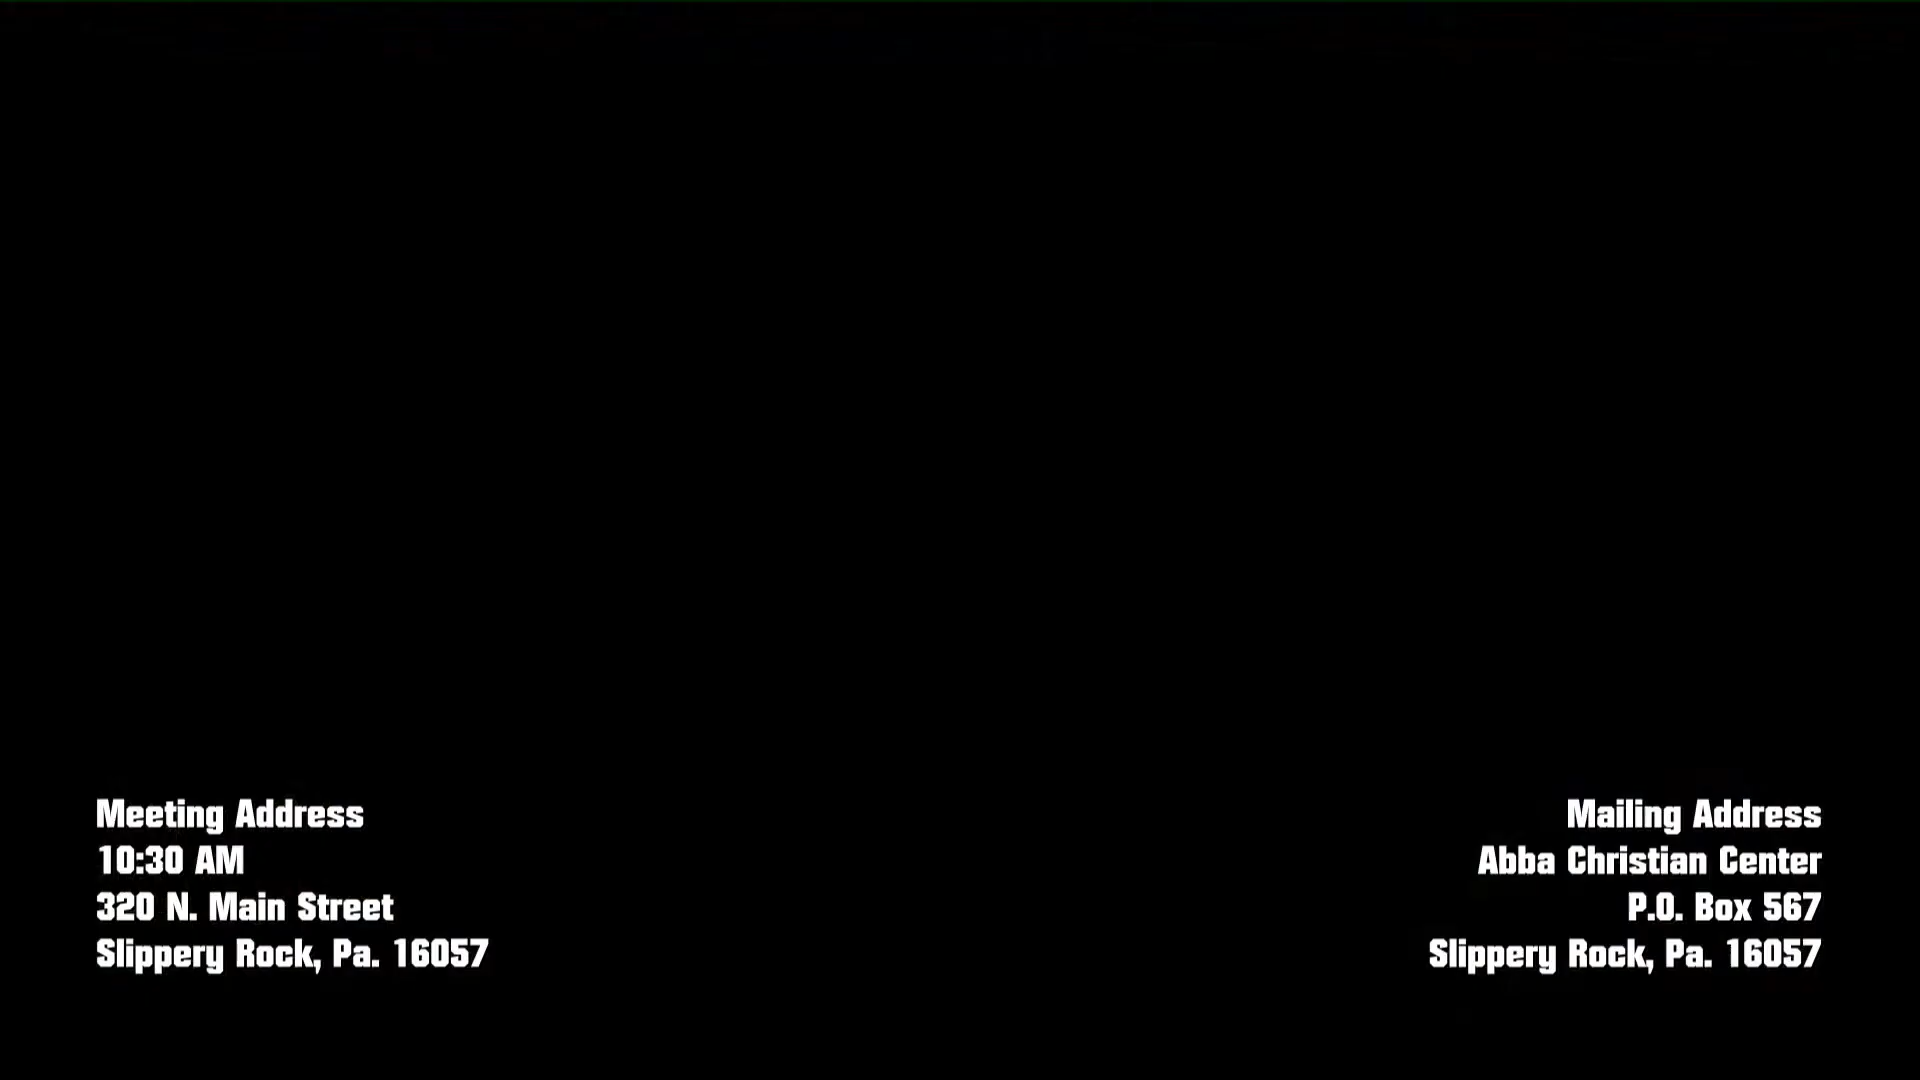 Meeting Address
10:30 AM
320 N. Main Street
Slippery Rock, Pa. 16057
Mailing Address
Abba Christian Center
P.O. Box 567
Slippery Rock, Pa. 16057